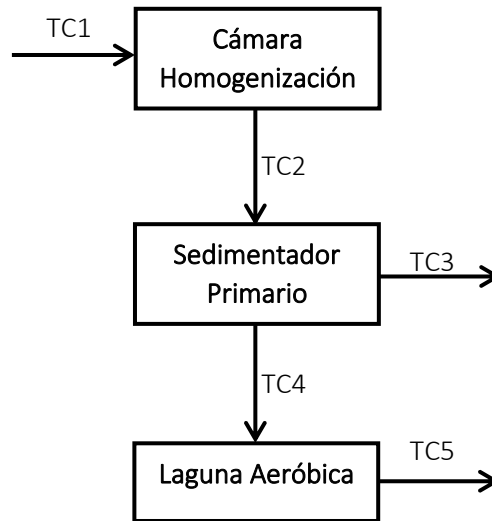 TC1
Cámara
Homogenización
TC2
Sedimentador
Primario
TC3
TC4
Laguna Aeróbica
TC5